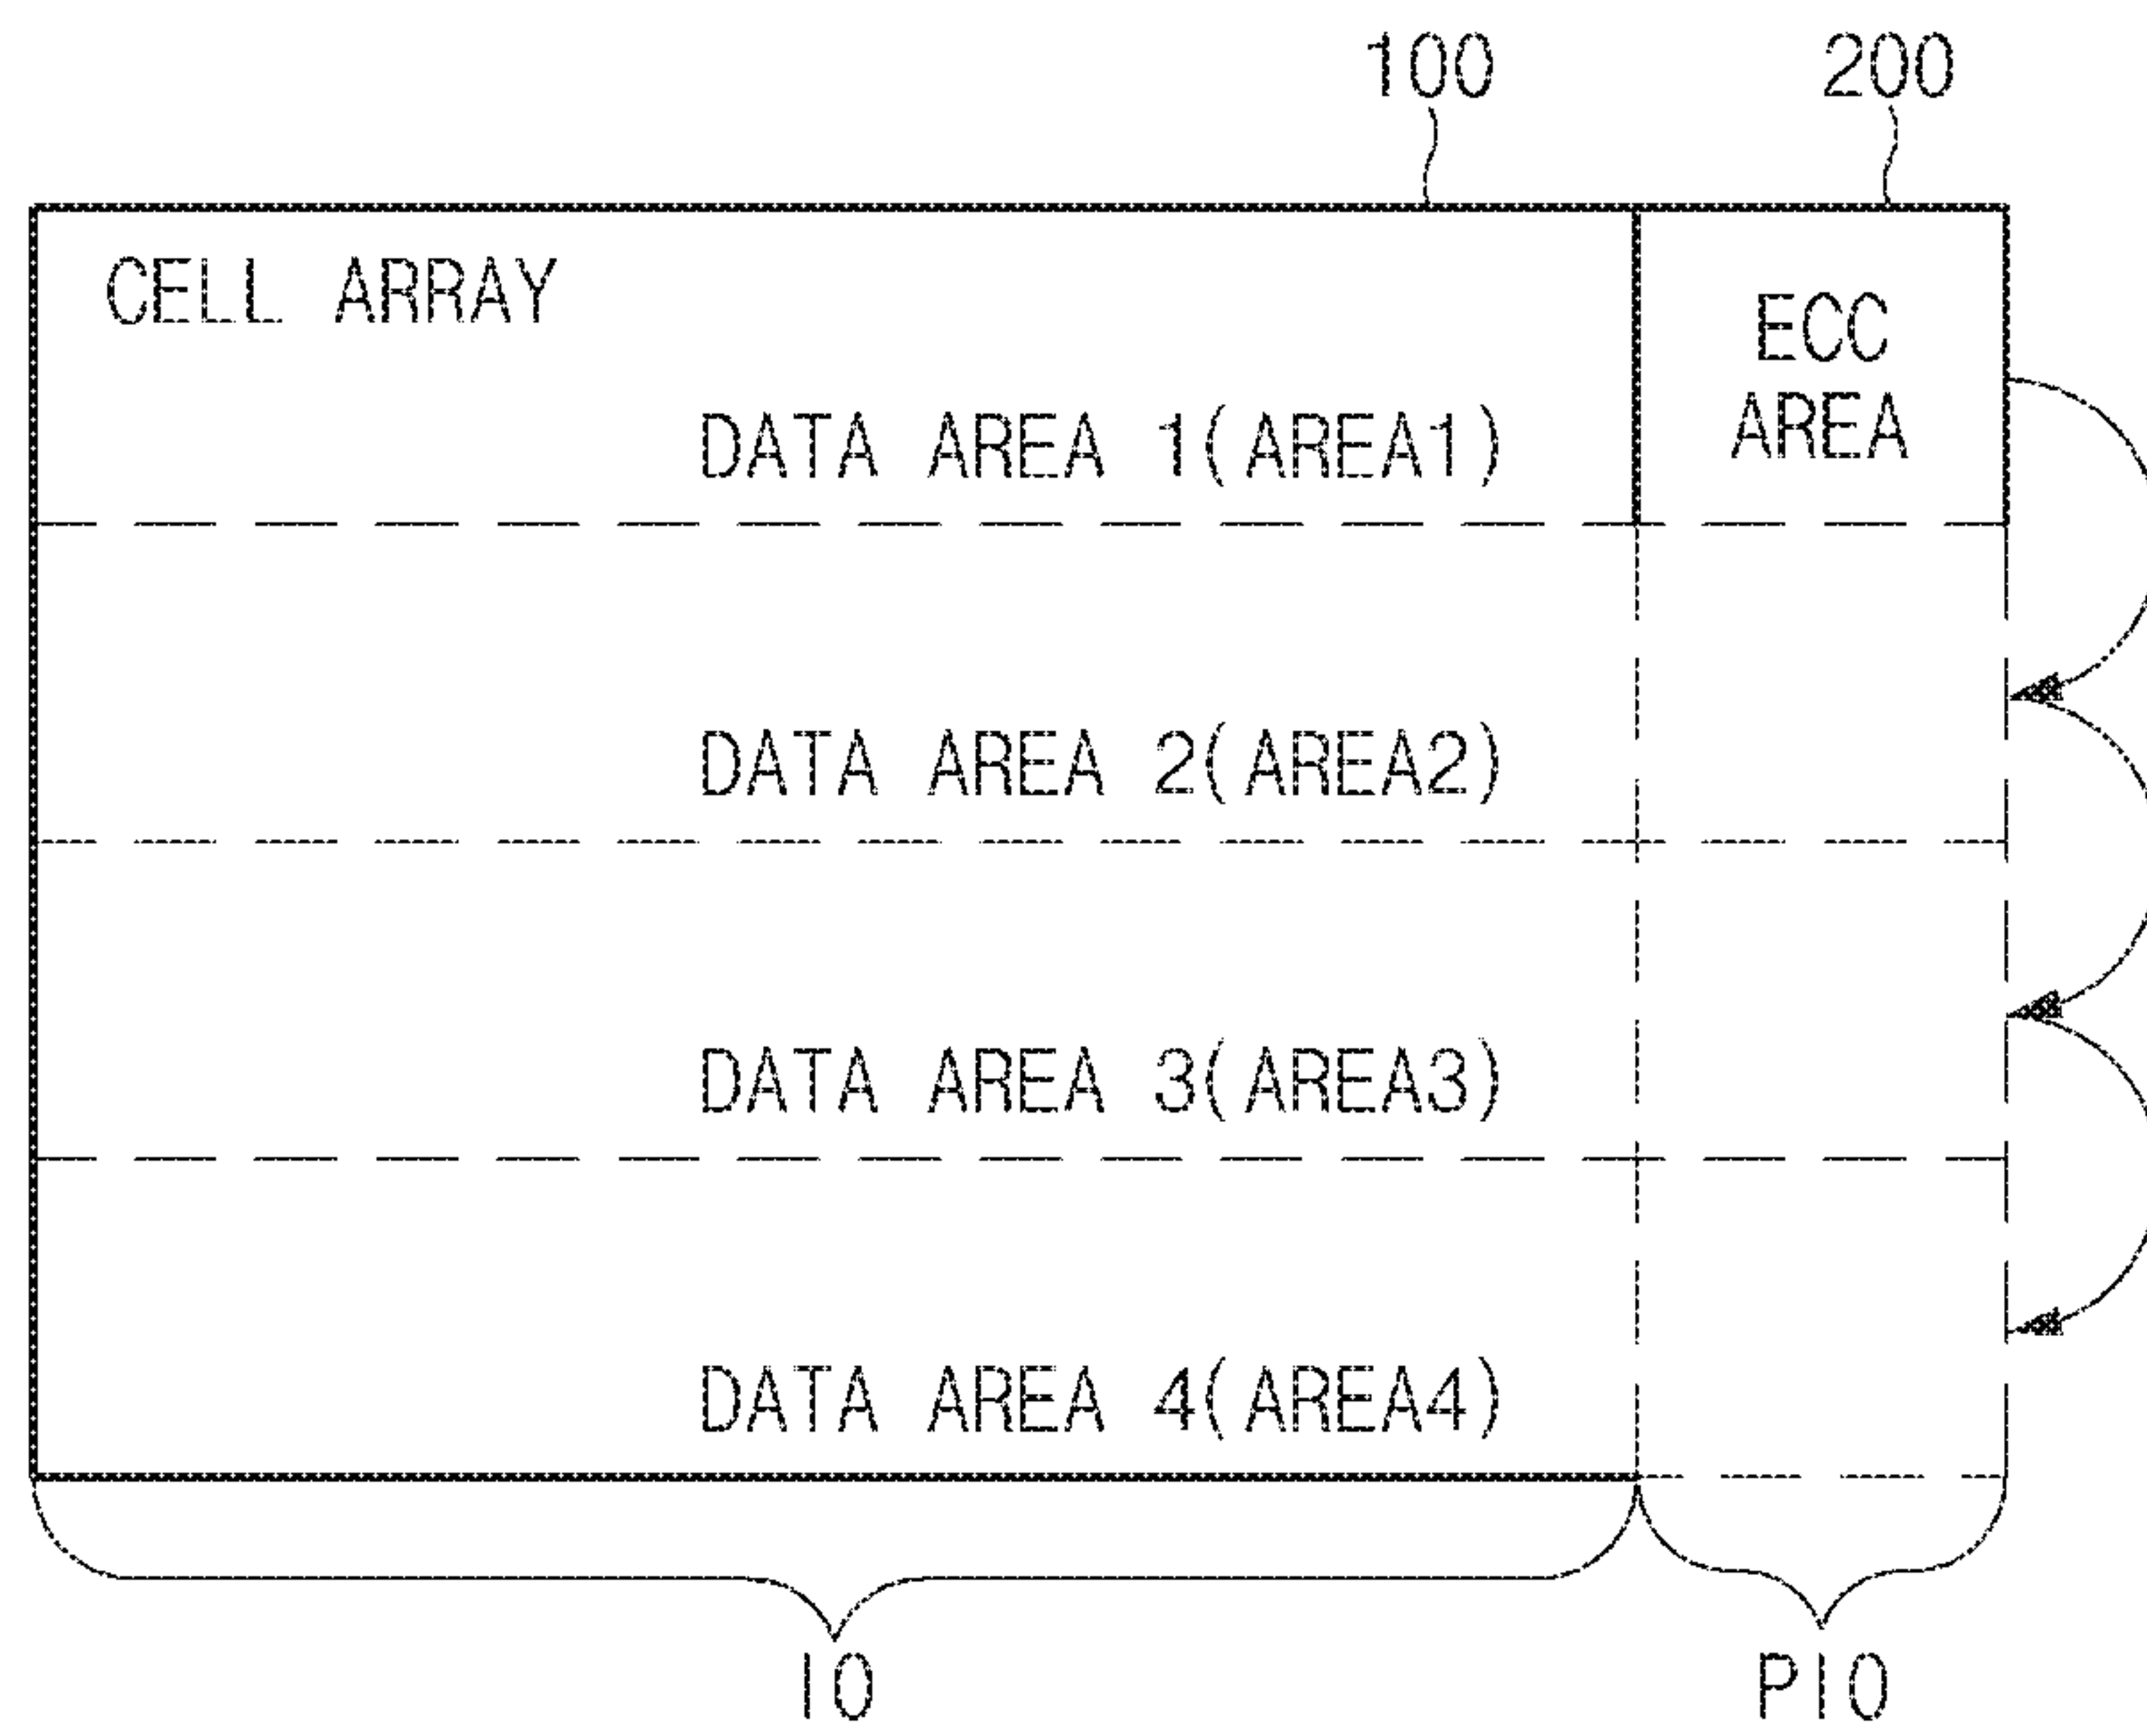 100 200
CELL ARRAY
ECC
AREA
DATA AREA 1(AREA1)
DATA AREA 2(AREA2)
DATA AREA 3(AREA3)
DATA AREA 4(AREA4)
IO PIO